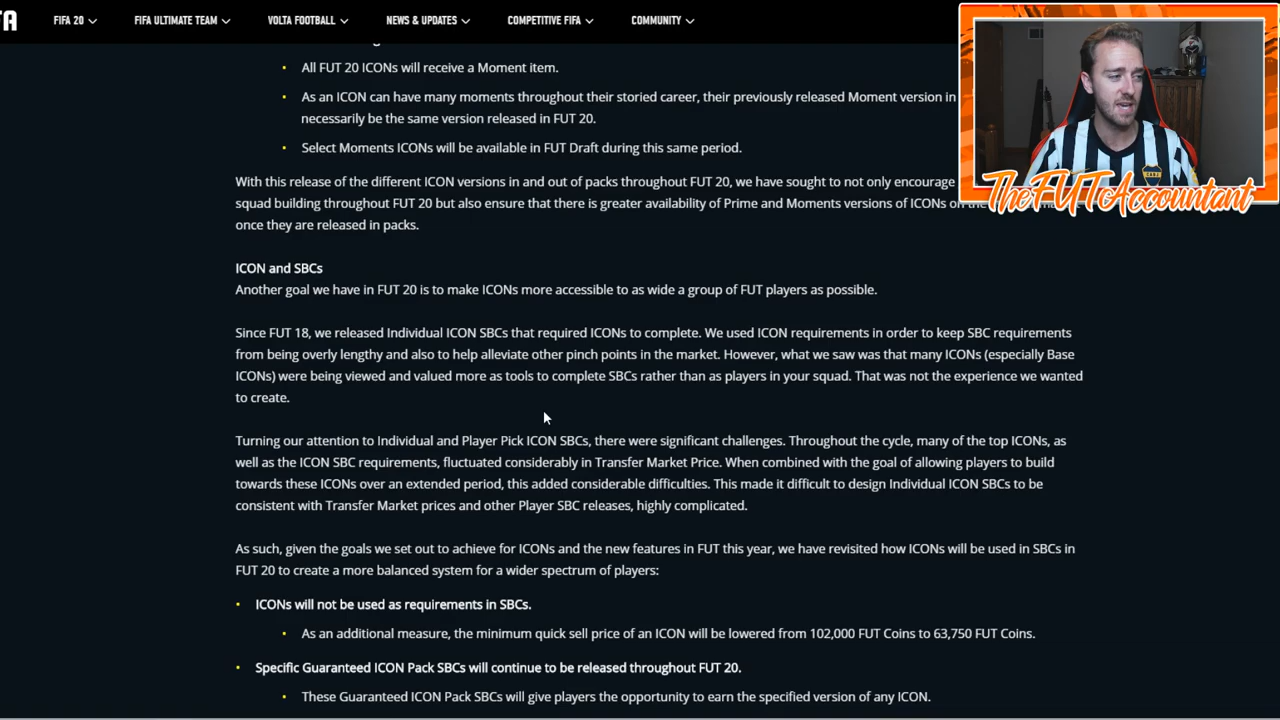 TA FIFA 20 FIFA ULTIMATE TEAM VOLTA FOOTBALL NEWS & UPDATES COMPETITIVE FIFA COMMUNITY
All FUT 20 ICONs will receive a Moment item.
As an ICON can have many moments throughout their storied career, their previously released Moment version in
necessarily be the same version released in FUT 20.
Select Moments ICONs will be available in FUT Draft during this same period.
TheFUTAccountant
With this release of the different ICON versions in and out of packs throughout FUT 20, we have sought to not only encourage
squad building throughout FUT 20 but also ensure that there is greater availability of Prime and Moments versions of ICONs on
once they are released in packs.
ICON and SBCs
Another goal we have in FUT 20 is to make ICONs more accessible to as wide a group of FUT players as possible.
Since FUT 18, we released Individual ICON SBCs that required ICONs to complete. We used ICON requirements in order to keep SBC requirements
from being overly lengthy and also to help alleviate other pinch points in the market. However, what we saw was that many ICONs (especially Base
ICONs) were being viewed and valued more as tools to complete SBCs rather than as players in your squad. That was not the experience we wanted
to create.
Turning our attention to Individual and Player Pick ICON SBCs, there were significant challenges. Throughout the cycle, many of the top ICONs, as
well as the ICON SBC requirements, fluctuated considerably in Transfer Market Price. When combined with the goal of allowing players to build
towards these ICONs over an extended period, this added considerable difficulties. This made it difficult to design Individual ICON SBCs to be
consistent with Transfer Market prices and other Player SBC releases, highly complicated.
As such, given the goals we set out to achieve for ICONs and the new features in FUT this year, we have revisited how ICONs will be used in SBCs in
FUT 20 to create a more balanced system for a wider spectrum of players:
ICONs will not be used as requirements in SBCs.
As an additional measure, the minimum quick sell price of an ICON will be lowered from 102,000 FUT Coins to 63,750 FUT Coins.
Specific Guaranteed ICON Pack SBCs will continue to be released throughout FUT 20.
These Guaranteed ICON Pack SBCs will give players the opportunity to earn the specified version of any ICON.